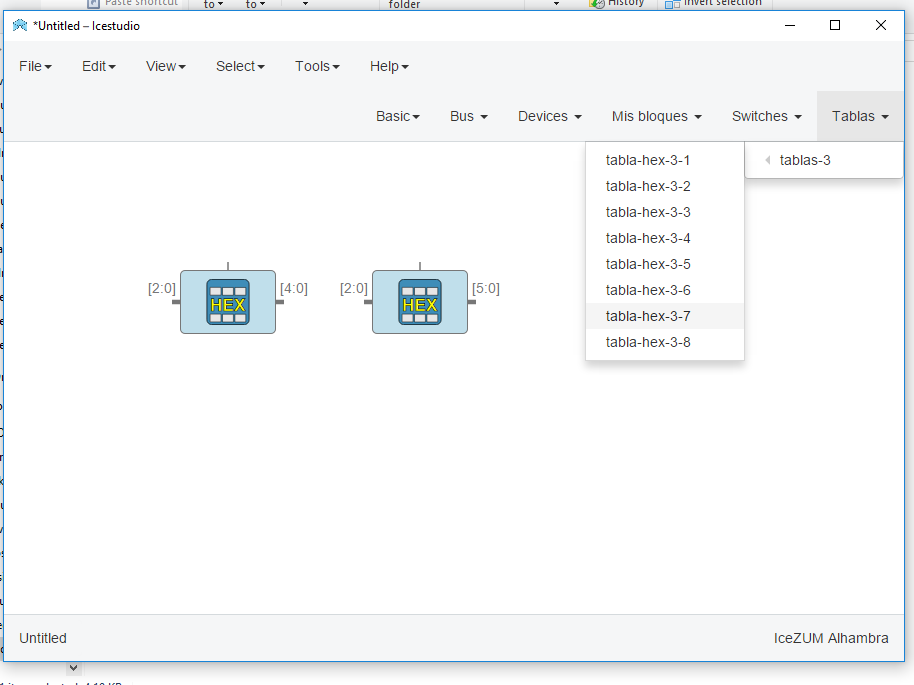 Paste shortcut
to
to
folder
History
Invert selection
*Untitled – Icestudio
File Edit View Select Tools Help
Basic Bus Devices Mis bloques Switches Tablas
tabla-hex-3-1
tabla-hex-3-2
tabla-hex-3-3
tabla-hex-3-4
tabla-hex-3-5
tabla-hex-3-6
tabla-hex-3-7
tabla-hex-3-8
tablas-3
[2:0] HEX [4:0]
[2:0] HEX [5:0]
Untitled
IceZUM Alhambra